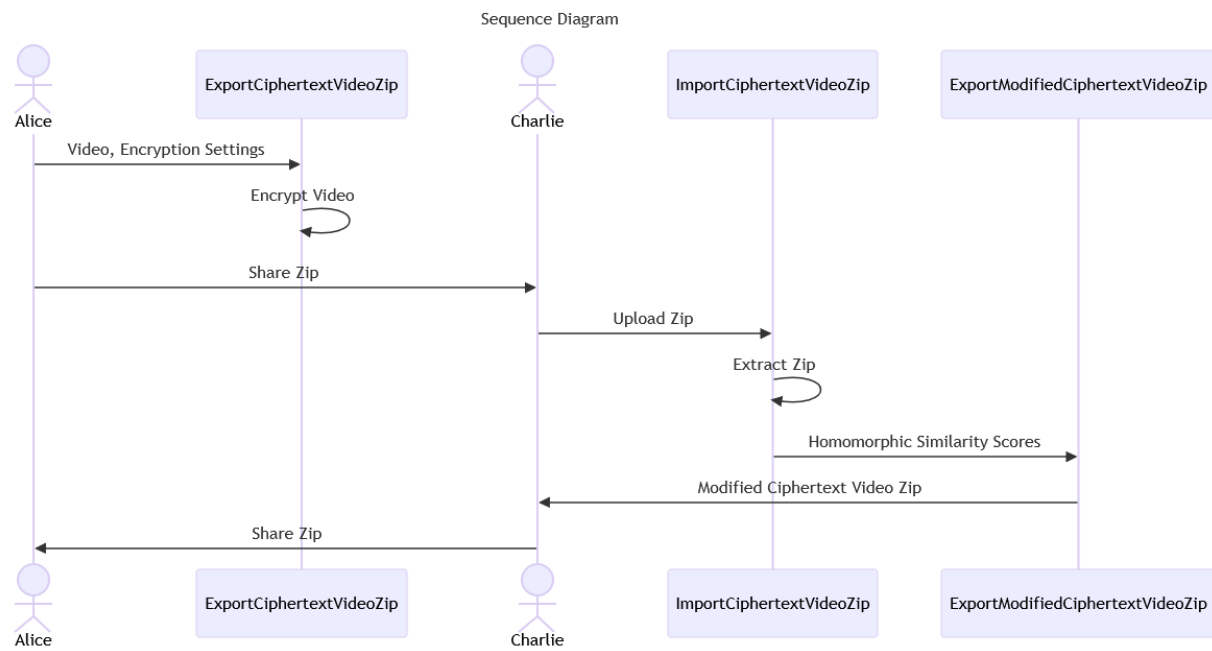 Sequence Diagram
Alice
ExportCiphertextVideoZip
Charlie
ImportCiphertextVideoZip
ExportModifiedCiphertextVideoZip
Video, Encryption Settings
Encrypt Video
Share Zip
Upload Zip
Extract Zip
Homomorphic Similarity Scores
Modified Ciphertext Video Zip
Share Zip
Alice
ExportCiphertextVideoZip
Charlie
ImportCiphertextVideoZip
ExportModifiedCiphertextVideoZip